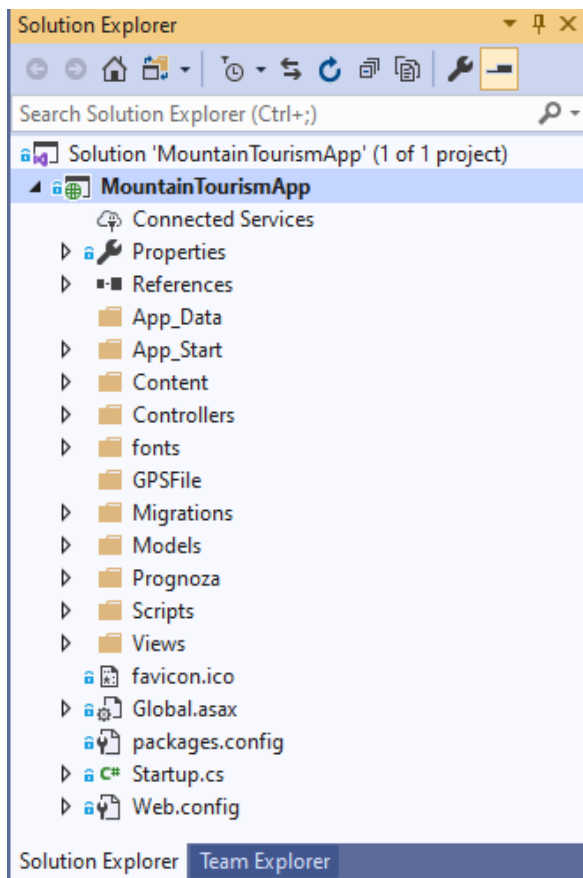 Solution Explorer
Search Solution Explorer (Ctrl+;)
Solution 'MountainTourismApp' (1 of 1 project)
MountainTourismApp
Connected Services
Properties
References
App_Data
App_Start
Content
Controllers
fonts
GPSFile
Migrations
Models
Prognoza
Scripts
Views
favicon.ico
Global.asax
packages.config
C# Startup.cs
Web.config
Solution Explorer Team Explorer